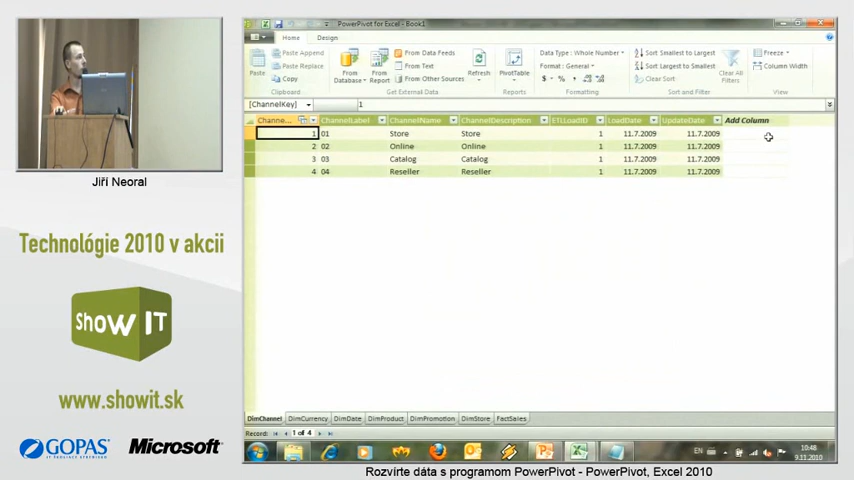 PowerPivot for Excel - Book1
Home Design
Paste
Paste Append
Paste Replace
Copy
Clipboard
From Database
From Report
From Data Feeds
From Text
From Other Sources
Get External Data
Refresh
PivotTable
Reports
Data Type : Whole Number
$ % ,
Formatting
Sort Smallest to Largest
Sort Largest to Smallest
Clear Sort
Clear All Filters
Sort and Filter
Freeze
Column Width
View
[ChannelKey] 1
Channe... ChannelLabel ChannelName ChannelDescription ETLLoadID LoadDate UpdateDate Add Column
1 01 Store Store 1 11.7.2009 11.7.2009
2 02 Online Online 1 11.7.2009 11.7.2009
3 03 Catalog Catalog 1 11.7.2009 11.7.2009
4 04 Reseller Reseller 1 11.7.2009 11.7.2009
DimChannel DimCurrency DimDate DimProduct DimPromotion DimStore FactSales
Record: 1 of 4
EN 10:48
9.11.2010
Jiří Neoral
Technológie 2010 v akcii
ShowIT
www.showit.sk
GOPAS
Microsoft
Rozvírte dáta s programom PowerPivot - PowerPivot, Excel 2010